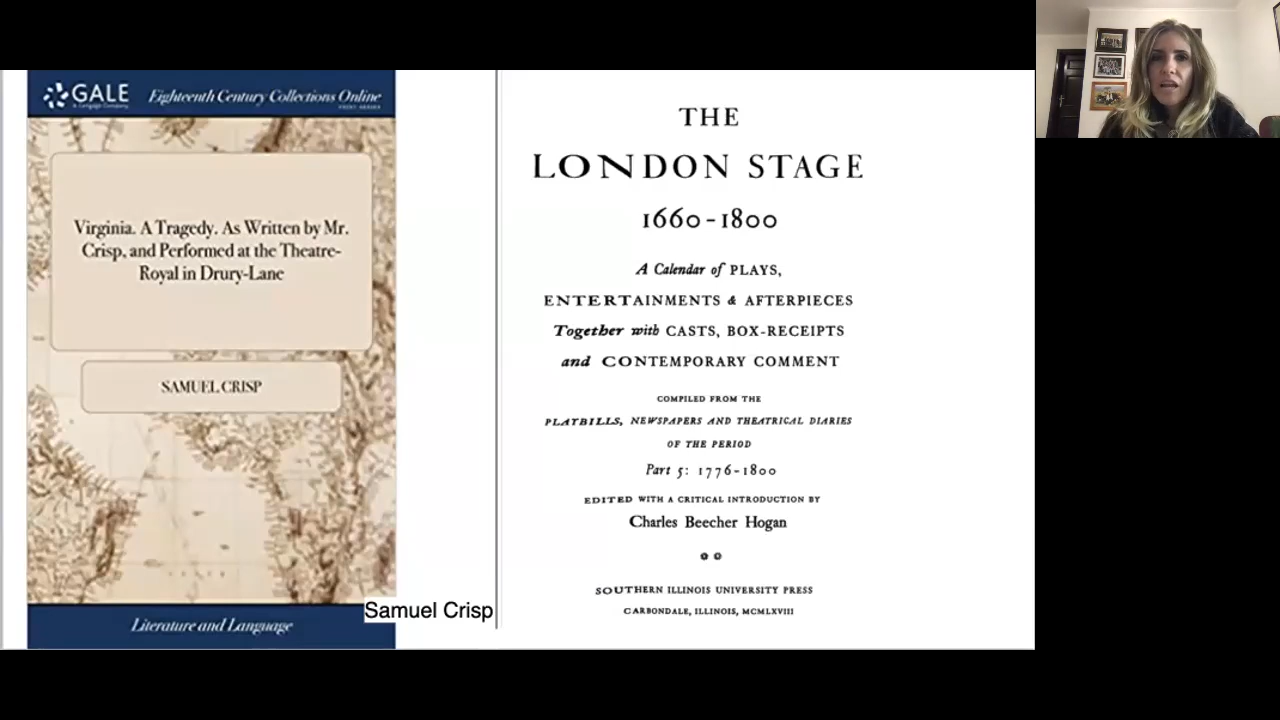 GALE
A Cengage Company
Eighteenth Century Collections Online
PRINT EDITIONS
Virginia. A Tragedy. As Written by Mr.
Crisp, and Performed at the Theatre-
Royal in Drury-Lane
SAMUEL CRISP
Literature and Language
Samuel Crisp
THE
LONDON STAGE
1660-1800
A Calendar of PLAYS,
ENTERTAINMENTS & AFTERPIECES
Together with CASTS, BOX-RECEIPTS
and CONTEMPORARY COMMENT
COMPILED FROM THE
PLAYBILLS, NEWSPAPERS AND THEATRICAL DIARIES
OF THE PERIOD
Part 5: 1776-1800
EDITED WITH A CRITICAL INTRODUCTION BY
Charles Beecher Hogan
SOUTHERN ILLINOIS UNIVERSITY PRESS
CARBONDALE, ILLINOIS, MCMLXVIII